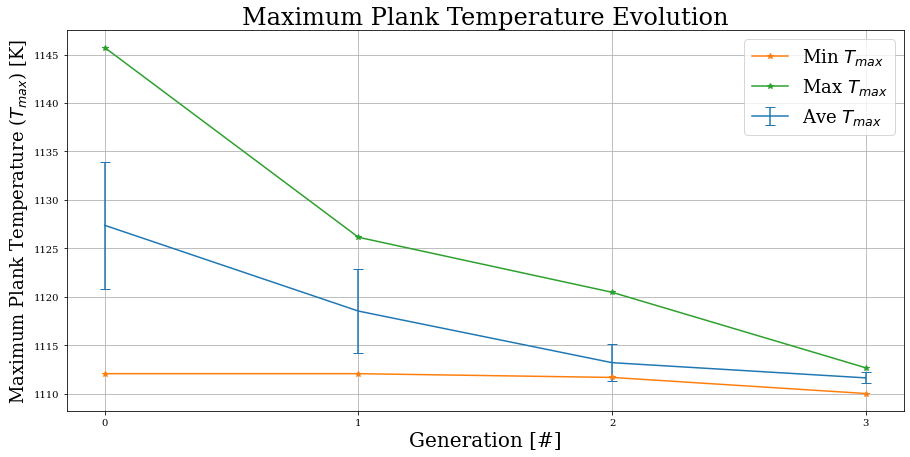 Maximum Plank Temperature Evolution
Maximum Plank Temperature (T_max) [K]
1145
1140
1135
1130
1125
1120
1115
1110
Min T_max
Max T_max
Ave T_max
0 1 2 3
Generation [#]